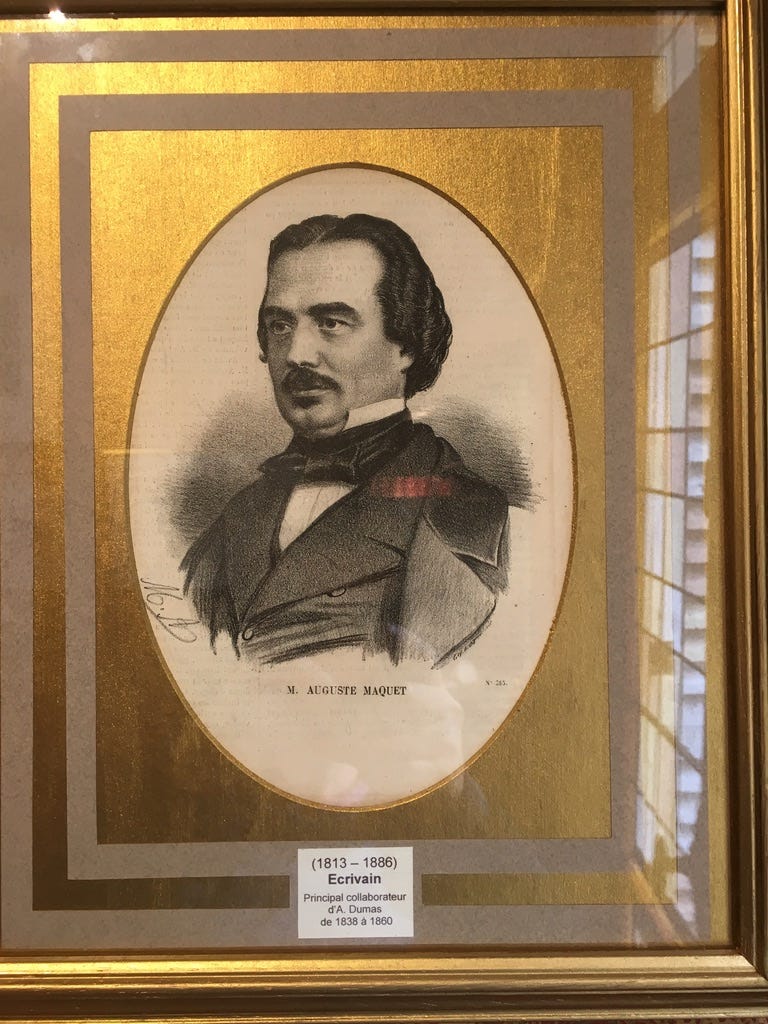 M. A
M. AUGUSTE MAQUET
(1813 – 1886)
Ecrivain
Principal collaborateur
d'A. Dumas
de 1838 à 1860